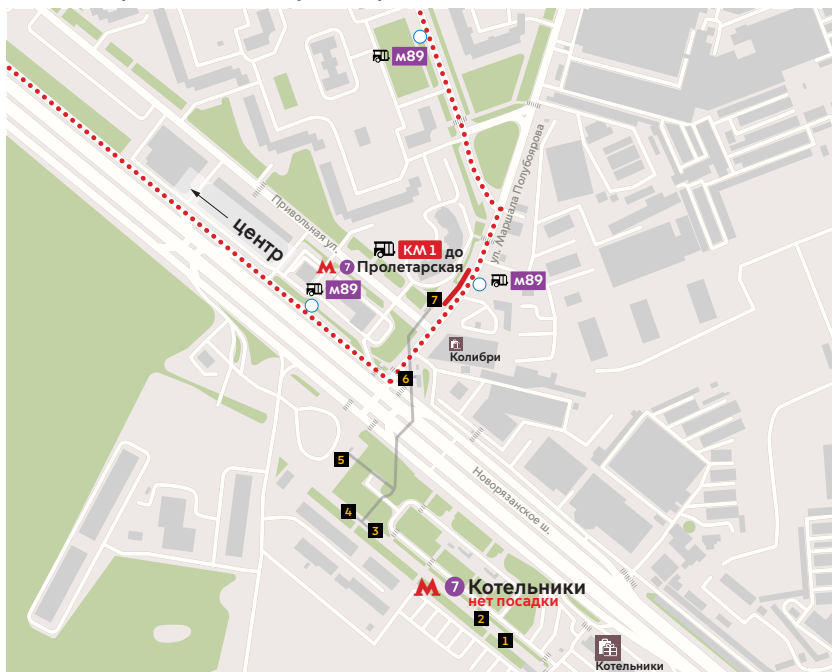 м89
ул. Маршала Полубоярова
Привольная ул.
центр
КМ1 до
М 7 Пролетарская
м89
м89
7
Колибри
6
5
4
3
Новорязанское ш.
М 7 Котельники
нет посадки
2
1
Котельники